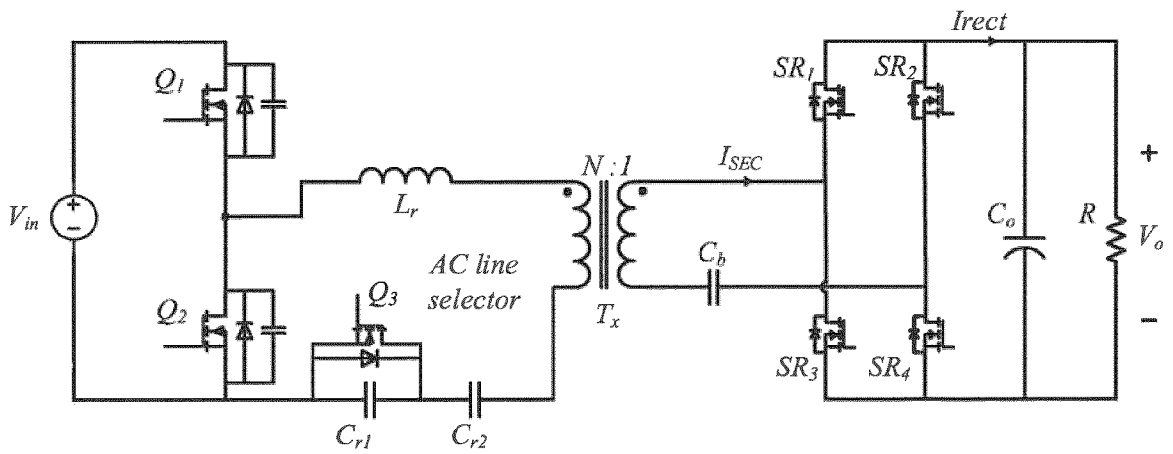 Irect
Q1
SR1
SR2
N :1
ISEC
+
Vin
+
−
Lr
Cb
Co
R
Vo
AC line
selector
Q3
Q2
Tx
−
SR3
SR4
Cr1
Cr2